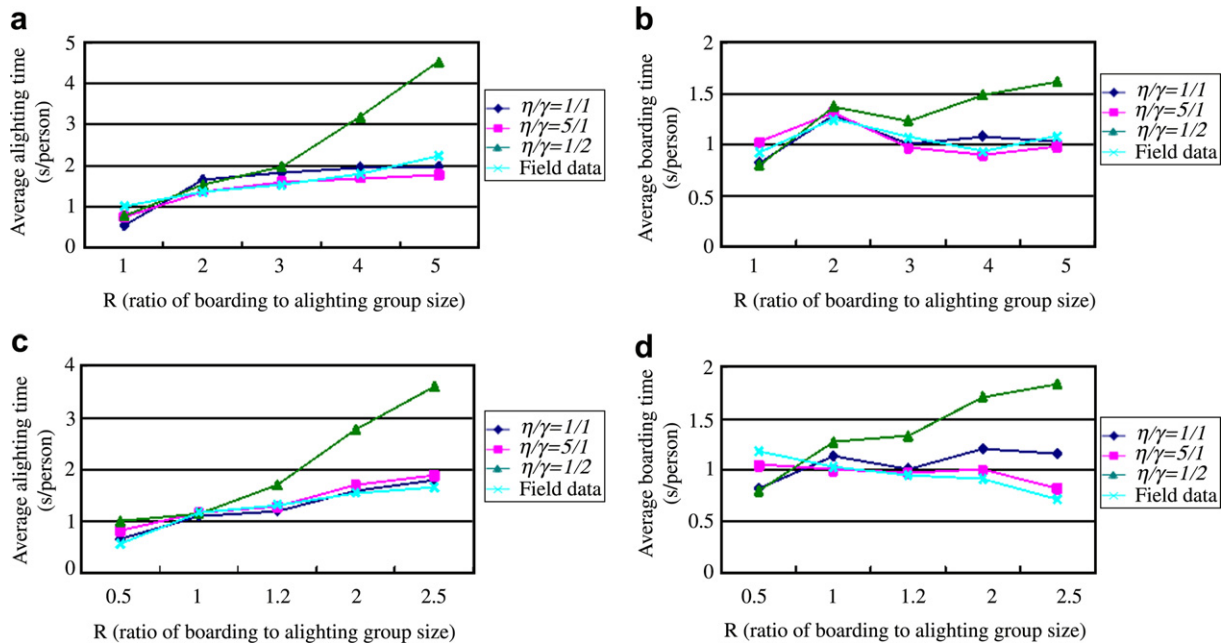 a
Average alighting time
(s/person)
5
4
3
2
1
0
1 2 3 4 5
R (ratio of boarding to alighting group size)
η/γ=1/1
η/γ=5/1
η/γ=1/2
Field data
b
Average boarding time
(s/person)
2
1.5
1
0.5
0
1 2 3 4 5
R (ratio of boarding to alighting group size)
η/γ=1/1
η/γ=5/1
η/γ=1/2
Field data
c
Average alighting time
(s/person)
4
3
2
1
0
0.5 1 1.2 2 2.5
R (ratio of boarding to alighting group size)
η/γ=1/1
η/γ=5/1
η/γ=1/2
Field data
d
Average boarding time
(s/person)
2
1.5
1
0.5
0
0.5 1 1.2 2 2.5
R (ratio of boarding to alighting group size)
η/γ=1/1
η/γ=5/1
η/γ=1/2
Field data